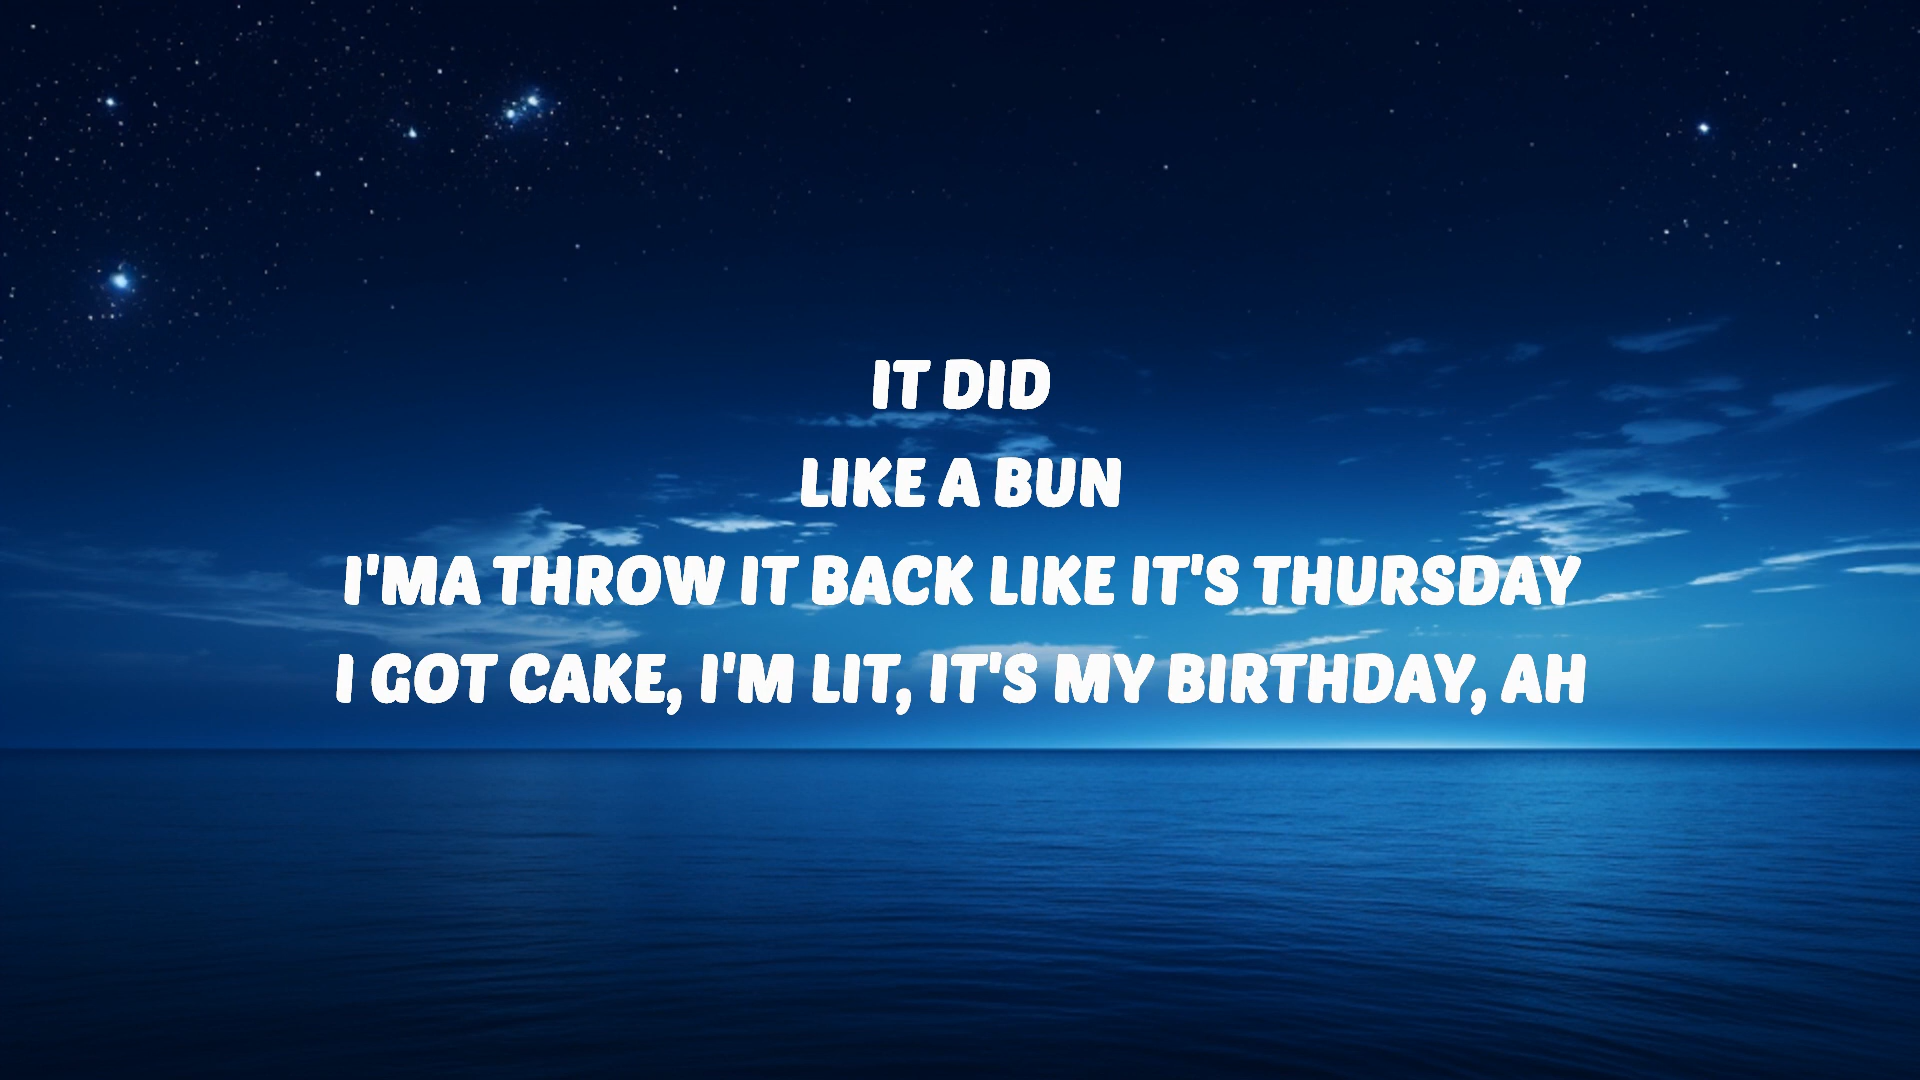 IT DID
LIKE A BUN
I'MA THROW IT BACK LIKE IT'S THURSDAY
I GOT CAKE, I'M LIT, IT'S MY BIRTHDAY, AH